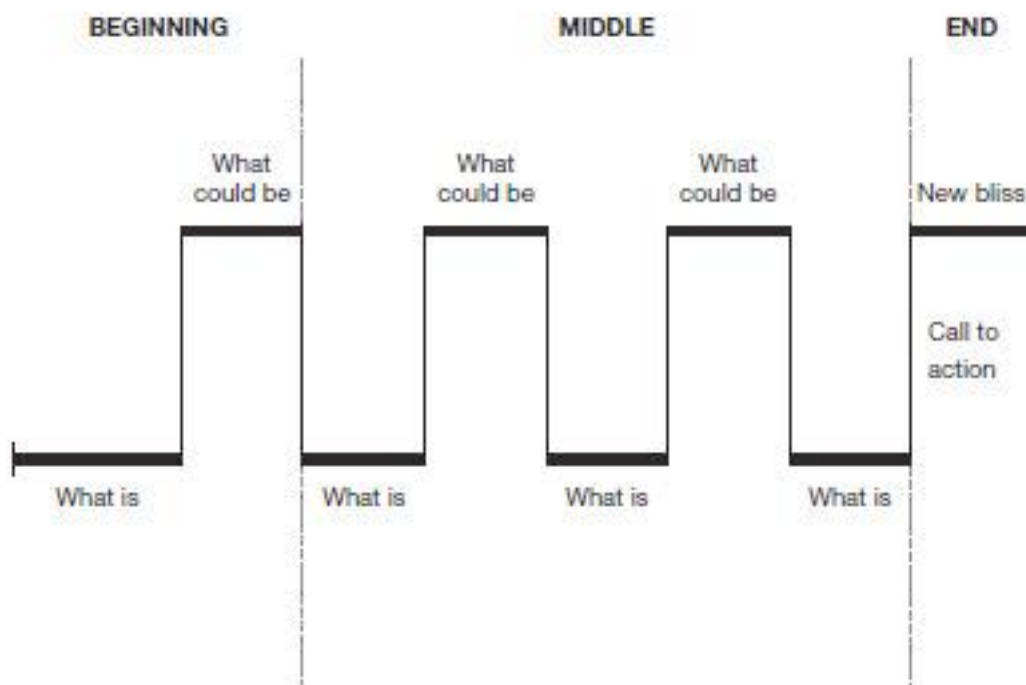 BEGINNING
MIDDLE
END
What
could be
What
could be
What
could be
New bliss
Call to
action
What is
What is
What is
What is